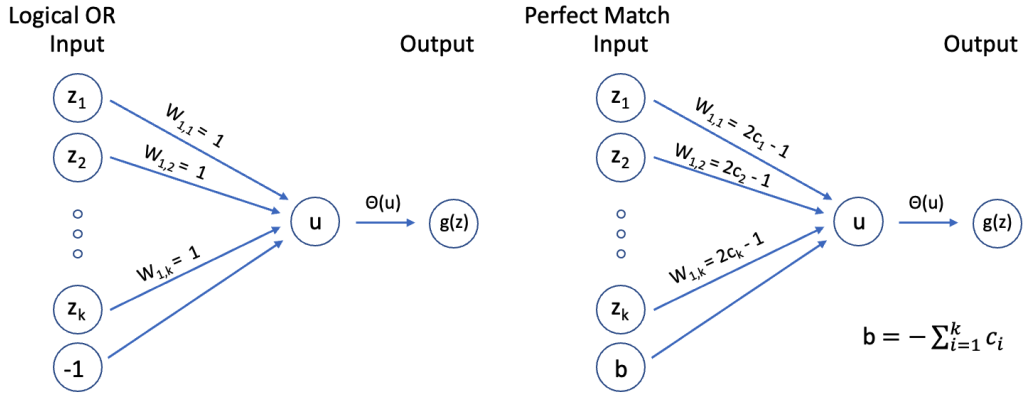 Logical OR
Input
Output
z1
W1,1 = 1
z2
W1,2 = 1
u
Θ(u)
g(z)
W1,k = 1
zk
-1
Perfect Match
Input
Output
z1
W1,1 = 2c1 - 1
z2
W1,2 = 2c2 - 1
u
Θ(u)
g(z)
W1,k = 2ck - 1
zk
b
b = − ∑ᵏᵢ₌₁ cᵢ